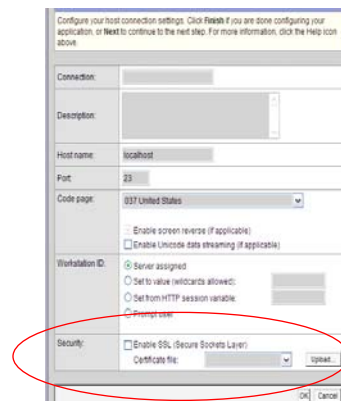 Configure your host connection settings. Click Finish if you are done configuring your
application, or Next to continue to the next step. For more information, click the Help icon
above.
Connection:
Description:
Host name: localhost
Port: 23
Code page: 037 United States
Enable screen reverse (if applicable)
Enable Unicode data streaming (if applicable)
Workstation ID: Server assigned
Set to value (wildcards allowed):
Set from HTTP session variable:
Prompt user
Security: Enable SSL (Secure Sockets Layer)
Certificate file: Upload...
OK Cancel